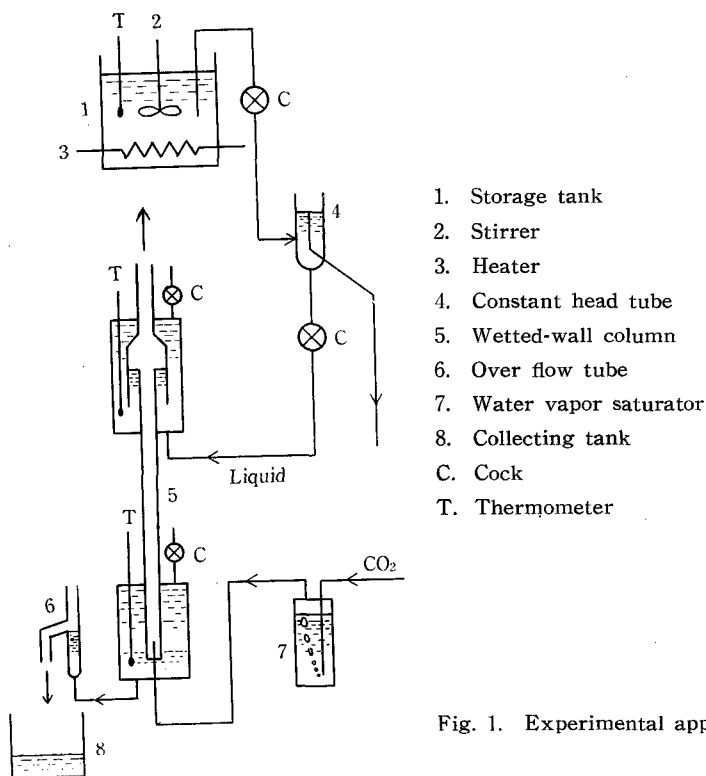 T
2
1
3
C
4
T
C
C
Liquid
5
T
C
CO₂
6
7
8
1. Storage tank
2. Stirrer
3. Heater
4. Constant head tube
5. Wetted-wall column
6. Over flow tube
7. Water vapor saturator
8. Collecting tank
C. Cock
T. Thermometer
Fig. 1. Experimental app